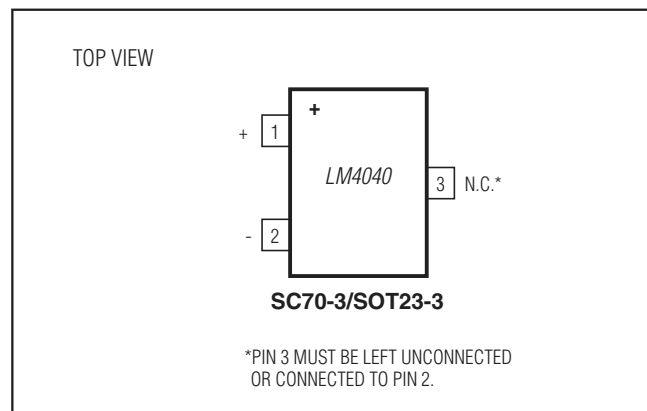 TOP VIEW
+
+ 1
LM4040
3 N.C.*
- 2
SC70-3/SOT23-3
*PIN 3 MUST BE LEFT UNCONNECTED
OR CONNECTED TO PIN 2.